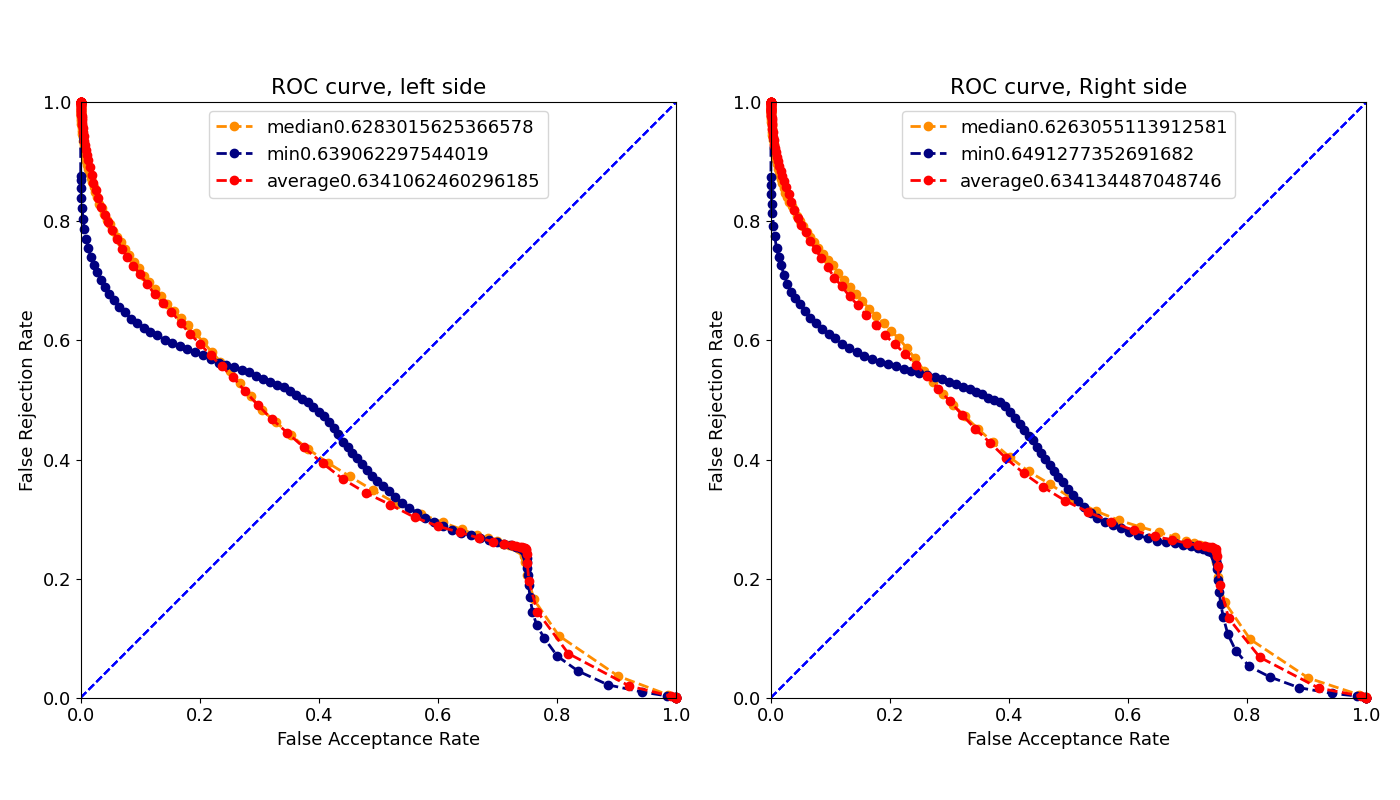 ROC curve, left side
1.0
0.8
0.6
0.4
0.2
0.0
False Rejection Rate
median0.6283015625366578
min0.639062297544019
average0.6341062460296185
0.0 0.2 0.4 0.6 0.8 1.0
False Acceptance Rate
ROC curve, Right side
1.0
0.8
0.6
0.4
0.2
0.0
False Rejection Rate
median0.6263055113912581
min0.6491277352691682
average0.634134487048746
0.0 0.2 0.4 0.6 0.8 1.0
False Acceptance Rate